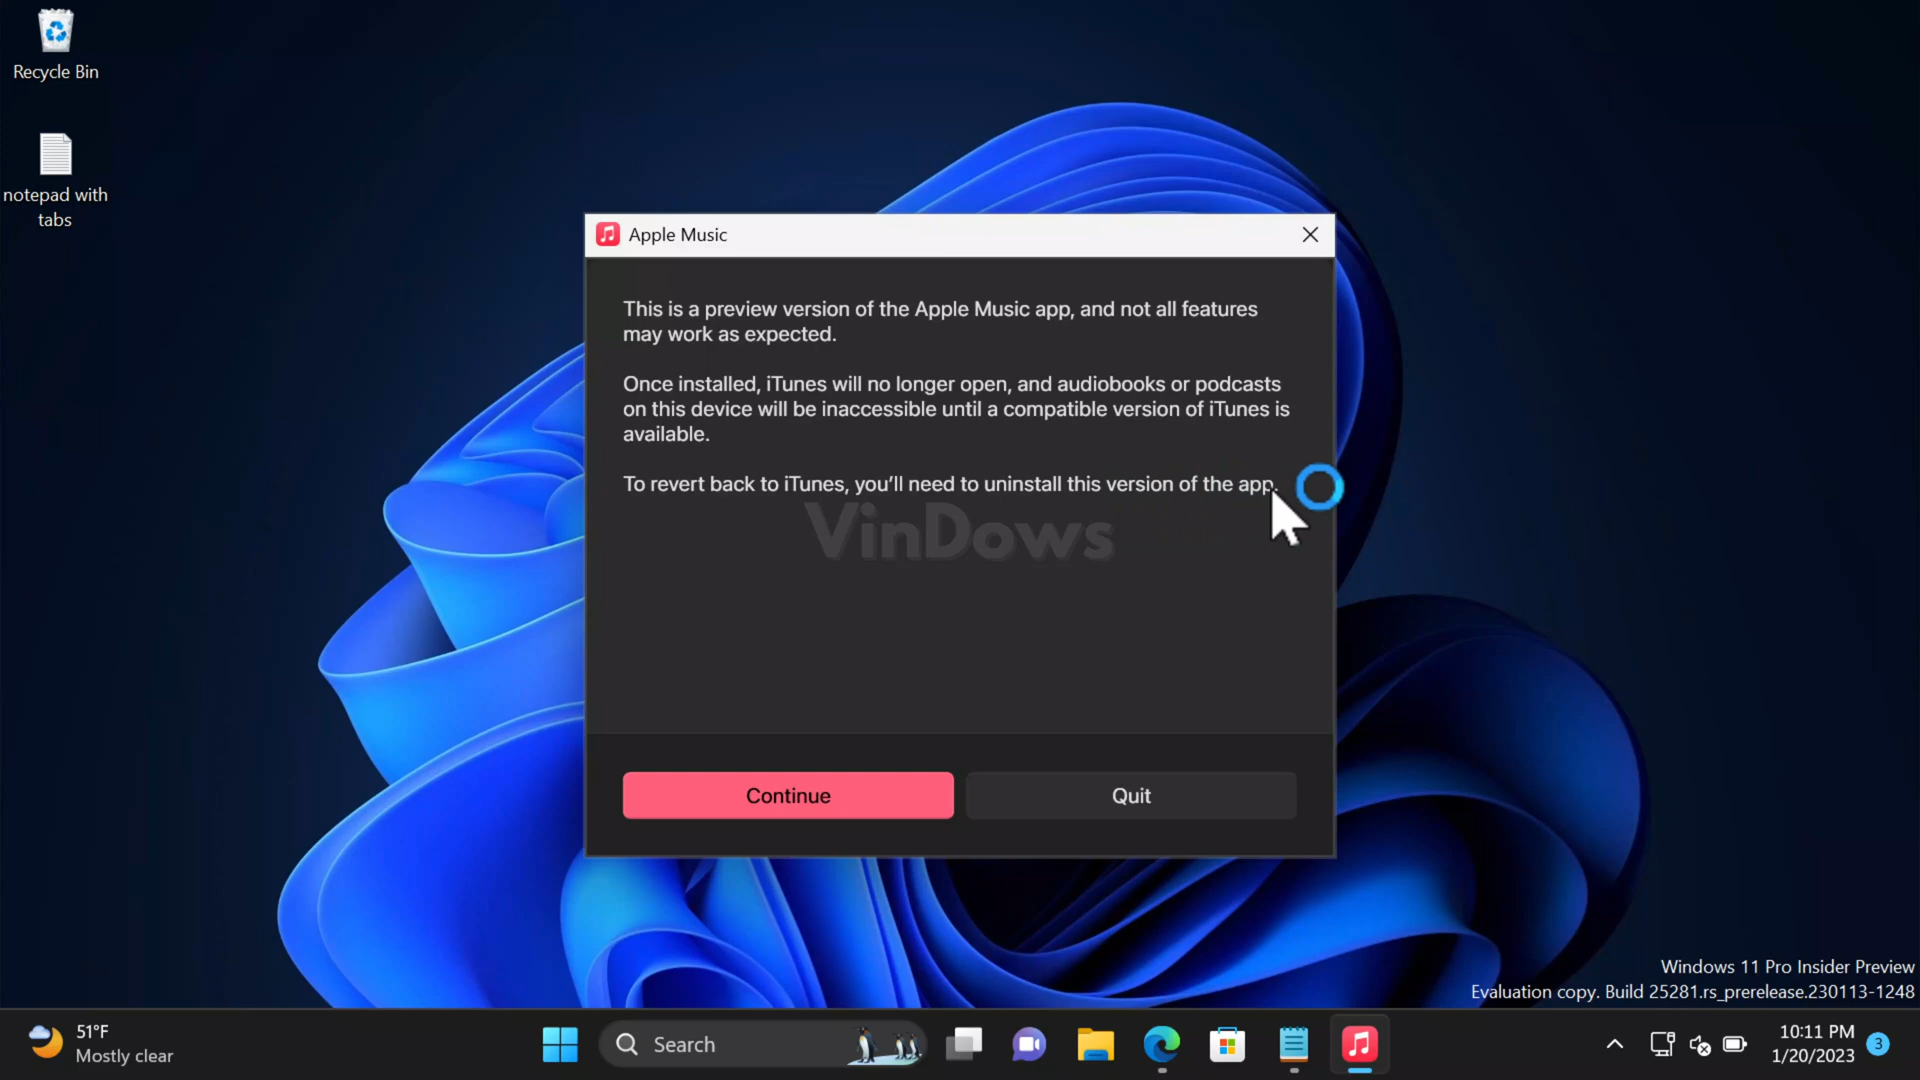 Recycle Bin
notepad with
tabs
Apple Music
This is a preview version of the Apple Music app, and not all features
may work as expected.
Once installed, iTunes will no longer open, and audiobooks or podcasts
on this device will be inaccessible until a compatible version of iTunes is
available.
To revert back to iTunes, you’ll need to uninstall this version of the app.
VinDows
Continue
Quit
Windows 11 Pro Insider Preview
Evaluation copy. Build 25281.rs_prerelease.230113-1248
51°F
Mostly clear
Search
10:11 PM
1/20/2023
3